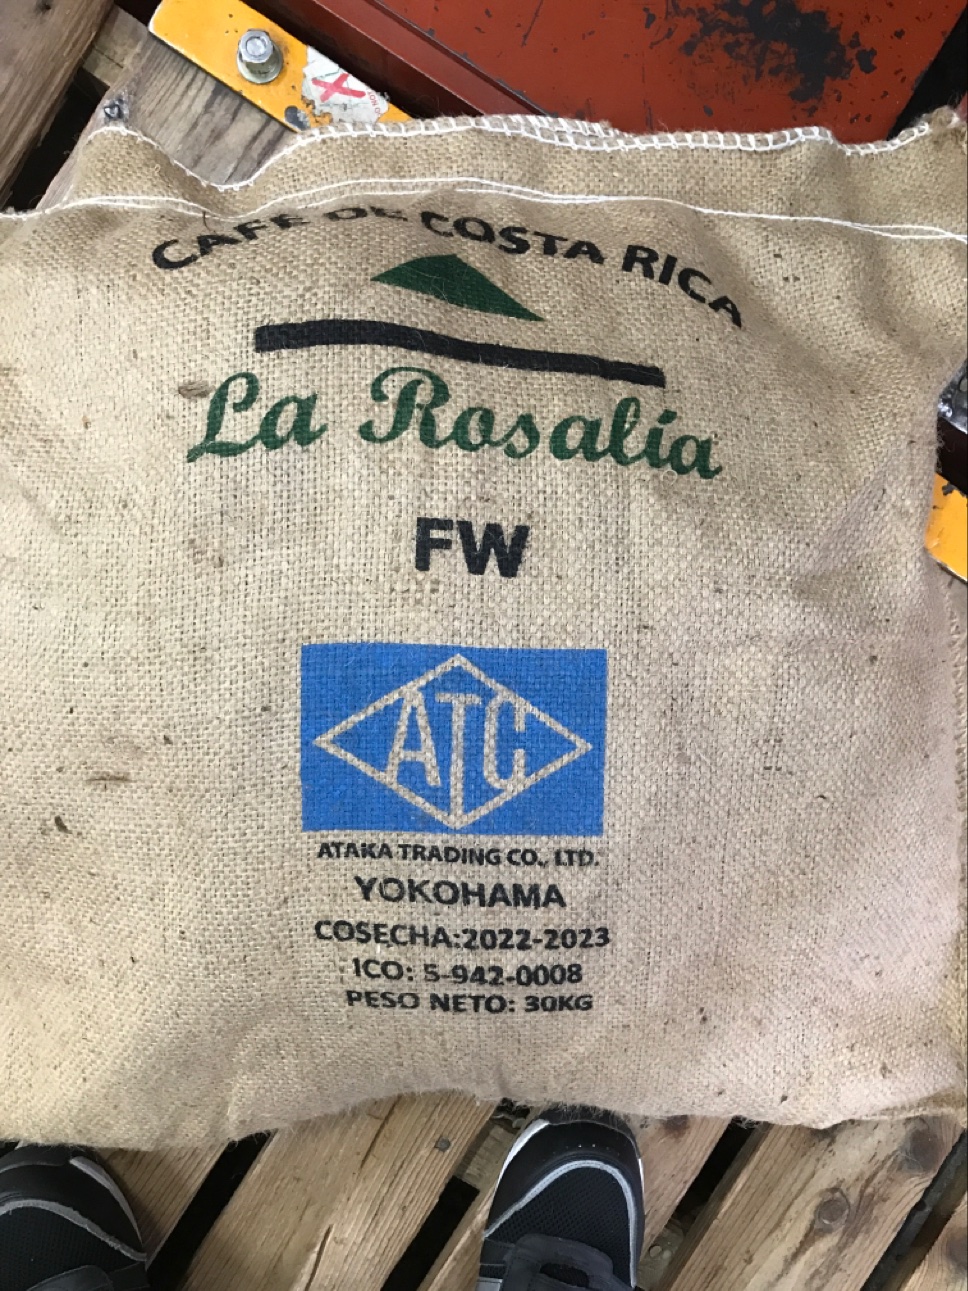 CAFE DE COSTA RICA
La Rosalía
FW
ATC
ATAKA TRADING CO., LTD.
YOKOHAMA
COSECHA:2022-2023
ICO: 5-942-0008
PESO NETO: 30KG